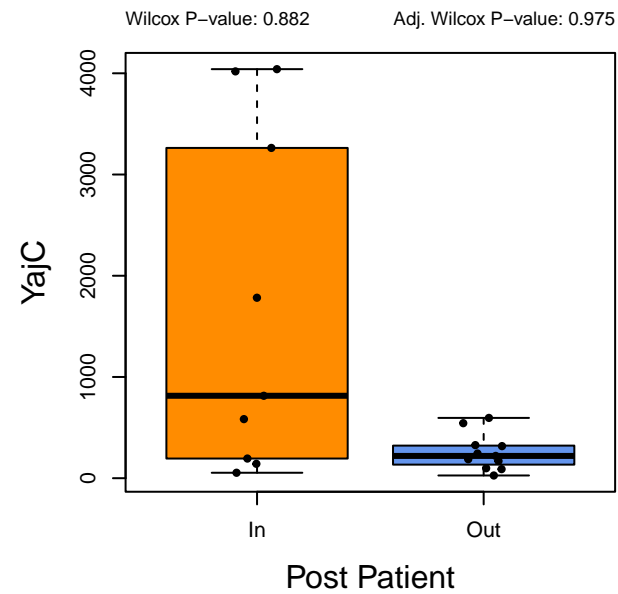 Wilcox P−value: 0.882 Adj. Wilcox P−value: 0.975
4000
3000
2000
1000
0
YajC
In Out
Post Patient